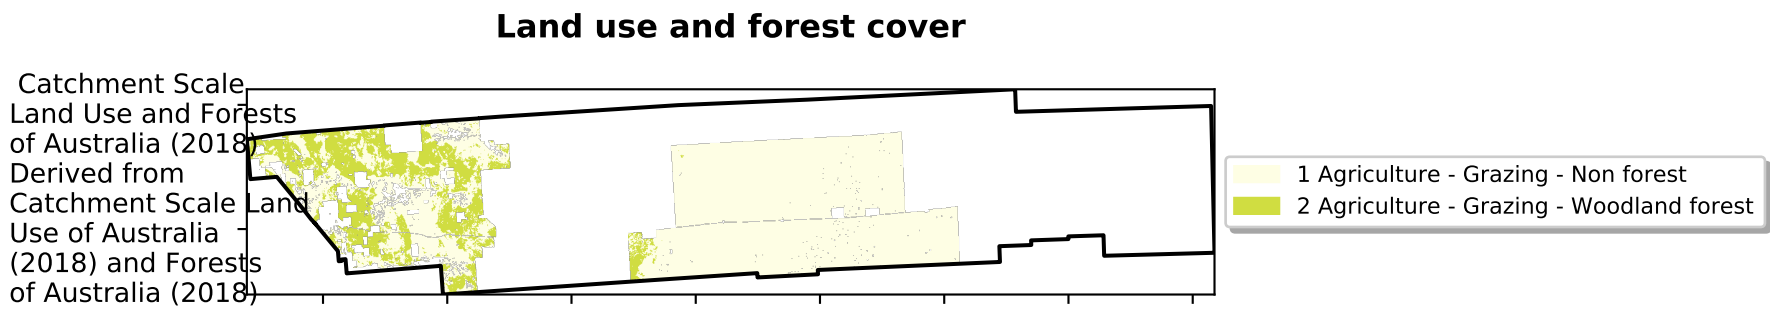 Land use and forest cover
Catchment Scale
Land Use and Forests
of Australia (2018)
Derived from
Catchment Scale Land
Use of Australia
(2018) and Forests
of Australia (2018)
1 Agriculture - Grazing - Non forest
2 Agriculture - Grazing - Woodland forest